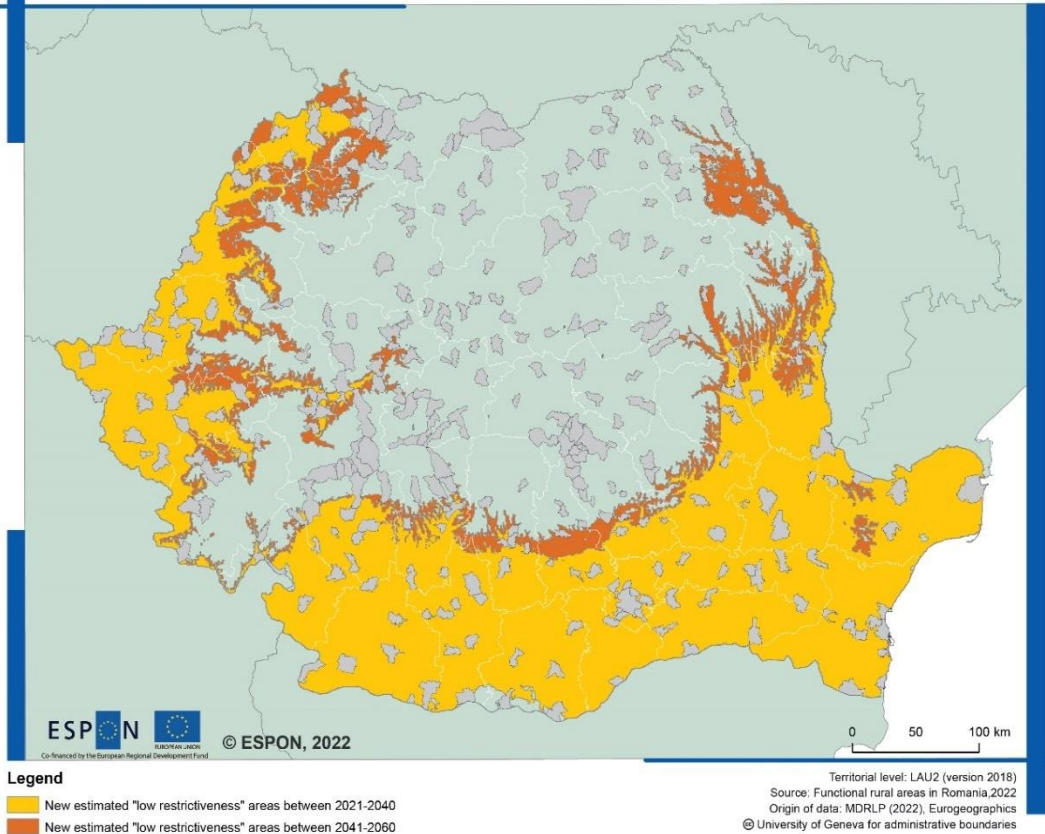 ESPON
EUROPEAN UNION
Co-financed by the European Regional Development Fund
© ESPON, 2022
0 50 100 km
Legend
New estimated "low restrictiveness" areas between 2021-2040
New estimated "low restrictiveness" areas between 2041-2060
Territorial level: LAU2 (version 2018)
Source: Functional rural areas in Romania,2022
Origin of data: MDRLP (2022), Eurogeographics
© University of Geneva for administrative boundaries